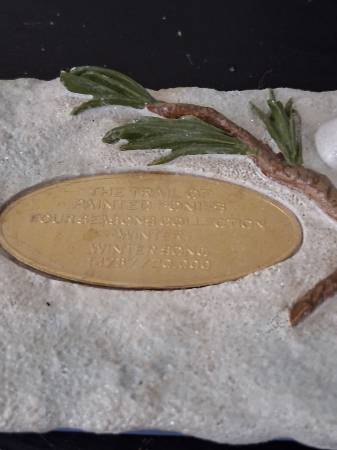 THE TRAIL OF
PAINTED PONIES
FOUR SEASONS COLLECTION
WINTER
WINTERSONG